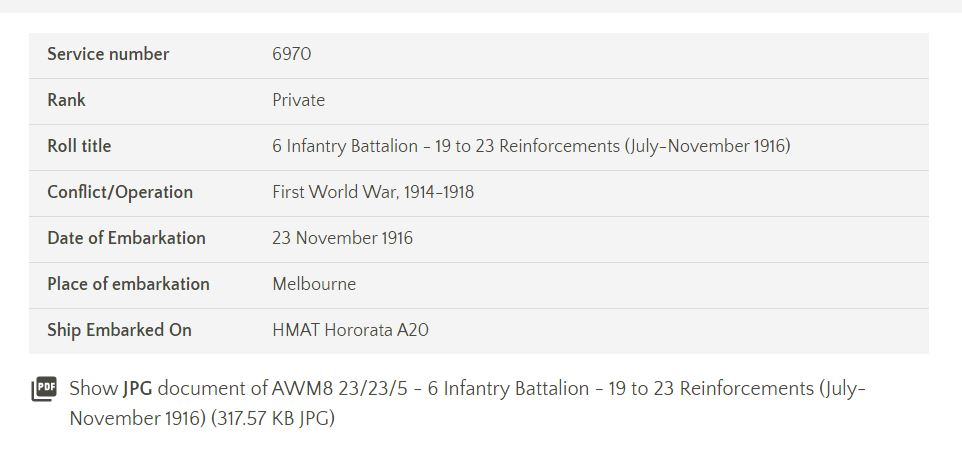 Service number 6970
Rank Private
Roll title 6 Infantry Battalion - 19 to 23 Reinforcements (July-November 1916)
Conflict/Operation First World War, 1914-1918
Date of Embarkation 23 November 1916
Place of embarkation Melbourne
Ship Embarked On HMAT Hororata A20
PDF Show JPG document of AWM8 23/23/5 - 6 Infantry Battalion - 19 to 23 Reinforcements (July-
November 1916) (317.57 KB JPG)